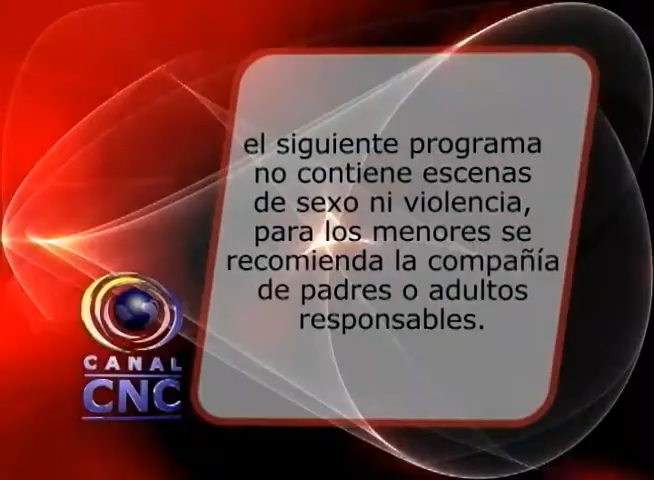 el siguiente programa
no contiene escenas
de sexo ni violencia,
para los menores se
recomienda la compañía
de padres o adultos
responsables.
CANAL
CNC